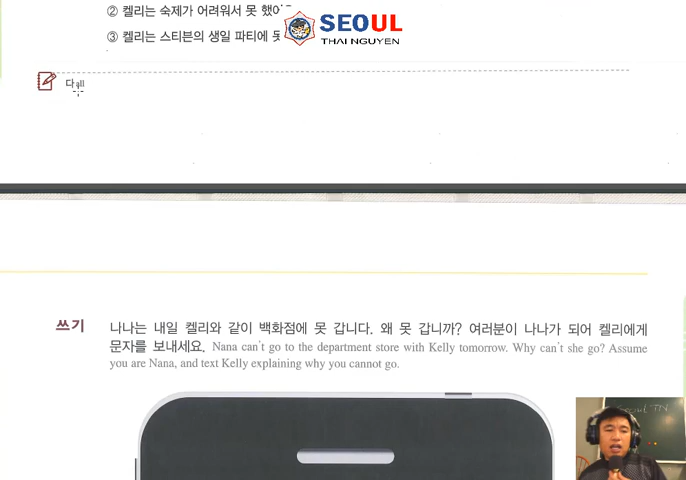 ② 켈리는 숙제가 어려워서 못 했
SEOUL
THAI NGUYEN
③ 켈리는 스티븐의 생일 파티에 못
쓰기
나나는 내일 켈리와 같이 백화점에 못 갑니다. 왜 못 갑니까? 여러분이 나나가 되어 켈리에게
문자를 보내세요. Nana can't go to the department store with Kelly tomorrow. Why can't she go? Assume
you are Nana, and text Kelly explaining why you cannot go.
Seoul TN